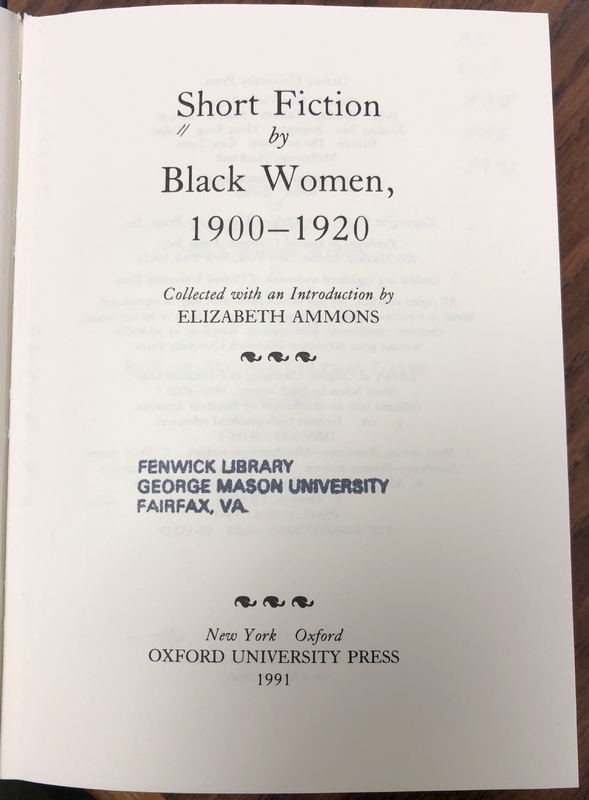 Short Fiction
by
Black Women,
1900–1920
Collected with an Introduction by
ELIZABETH AMMONS
FENWICK LIBRARY
GEORGE MASON UNIVERSITY
FAIRFAX, VA.
New York Oxford
OXFORD UNIVERSITY PRESS
1991